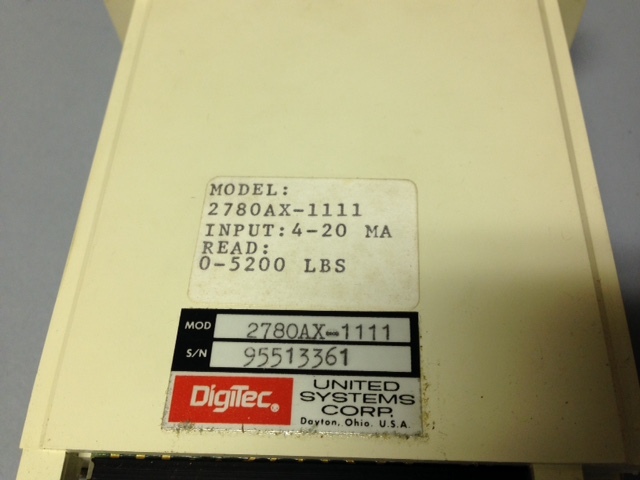 MODEL:
2780AX-1111
INPUT:4-20 MA
READ:
0-5200 LBS
MOD 2780AX-1111
S/N 95513361
DigiTec® UNITED
SYSTEMS
CORP.
Dayton, Ohio. U.S.A.